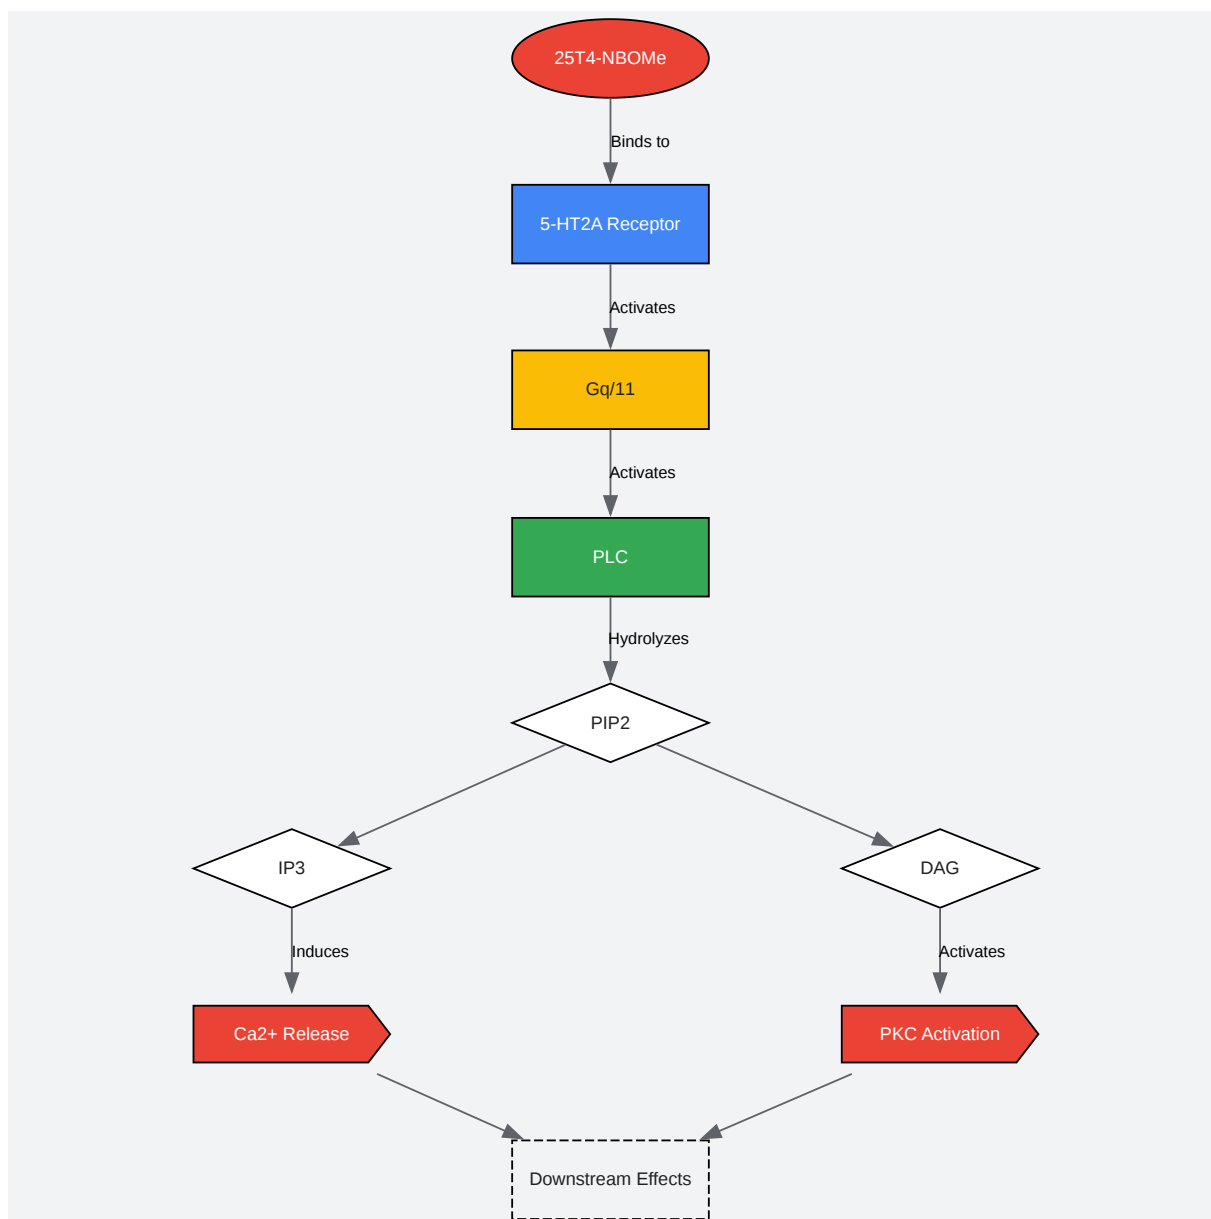 25T4-NBOMe
Binds to
5-HT2A Receptor
Activates
Gq/11
Activates
PLC
Hydrolyzes
PIP2
IP3
DAG
Induces
Activates
Ca2+ Release
PKC Activation
Downstream Effects